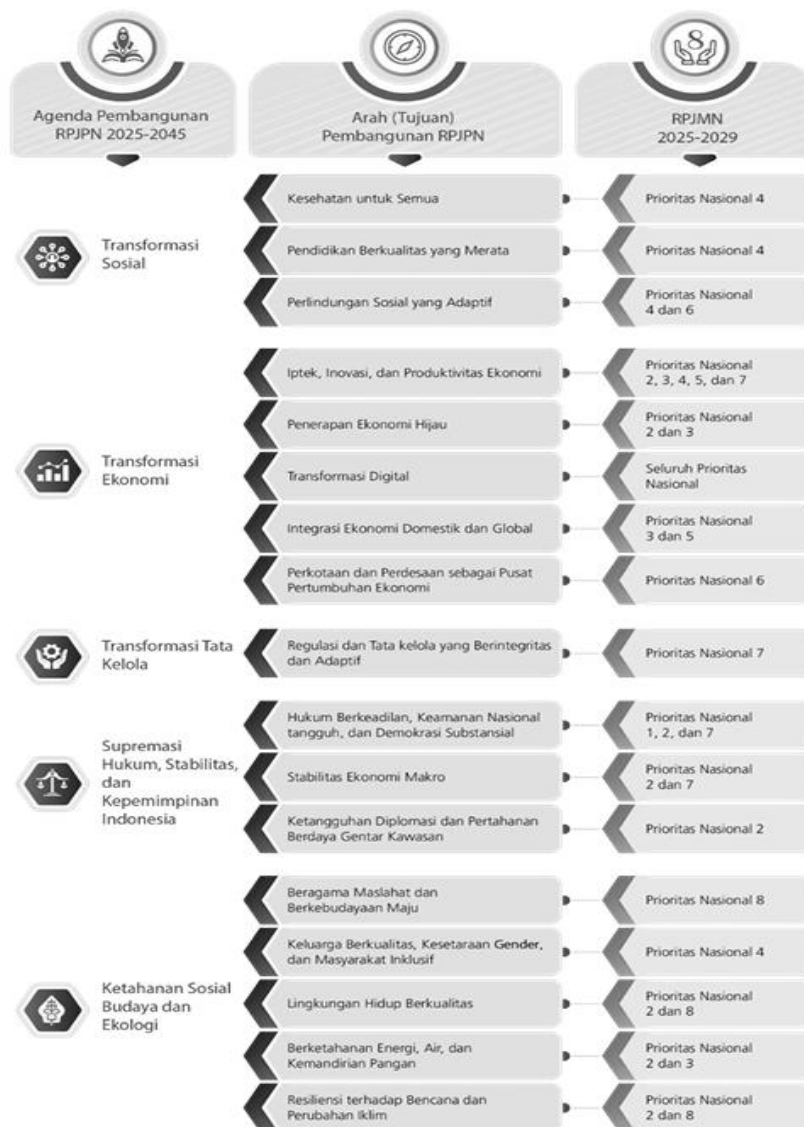 Agenda Pembangunan
RPJPN 2025-2045
Arah (Tujuan)
Pembangunan RPJPN
8
RPJMN
2025-2029
Transformasi
Sosial
Kesehatan untuk Semua
Prioritas Nasional 4
Pendidikan Berkualitas yang Merata
Prioritas Nasional 4
Perlindungan Sosial yang Adaptif
Prioritas Nasional
4 dan 6
Transformasi
Ekonomi
Iptek, Inovasi, dan Produktivitas Ekonomi
Prioritas Nasional
2, 3, 4, 5, dan 7
Penerapan Ekonomi Hijau
Prioritas Nasional
2 dan 3
Transformasi Digital
Seluruh Prioritas
Nasional
Integrasi Ekonomi Domestik dan Global
Prioritas Nasional
3 dan 5
Perkotaan dan Perdesaan sebagai Pusat
Pertumbuhan Ekonomi
Prioritas Nasional 6
Transformasi Tata
Kelola
Regulasi dan Tata kelola yang Berintegritas
dan Adaptif
Prioritas Nasional 7
Supremasi
Hukum, Stabilitas,
dan
Kepemimpinan
Indonesia
Hukum Berkeadilan, Keamanan Nasional
tangguh, dan Demokrasi Substansial
Prioritas Nasional
1, 2, dan 7
Stabilitas Ekonomi Makro
Prioritas Nasional
2 dan 7
Ketangguhan Diplomasi dan Pertahanan
Berdaya Gentar Kawasan
Prioritas Nasional 2
Ketahanan Sosial
Budaya dan
Ekologi
Beragama Maslahat dan
Berkebudayaan Maju
Prioritas Nasional 8
Keluarga Berkualitas, Kesetaraan Gender,
dan Masyarakat Inklusif
Prioritas Nasional 4
Lingkungan Hidup Berkualitas
Prioritas Nasional
2 dan 8
Berketahanan Energi, Air, dan
Kemandirian Pangan
Prioritas Nasional
2 dan 3
Resiliensi terhadap Bencana dan
Perubahan Iklim
Prioritas Nasional
2 dan 8